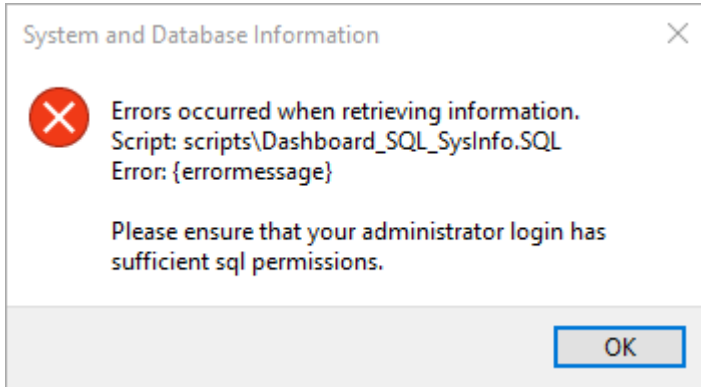 System and Database Information
Errors occurred when retrieving information.
Script: scripts\Dashboard_SQL_SysInfo.SQL
Error: {errormessage}
Please ensure that your administrator login has
sufficient sql permissions.
OK